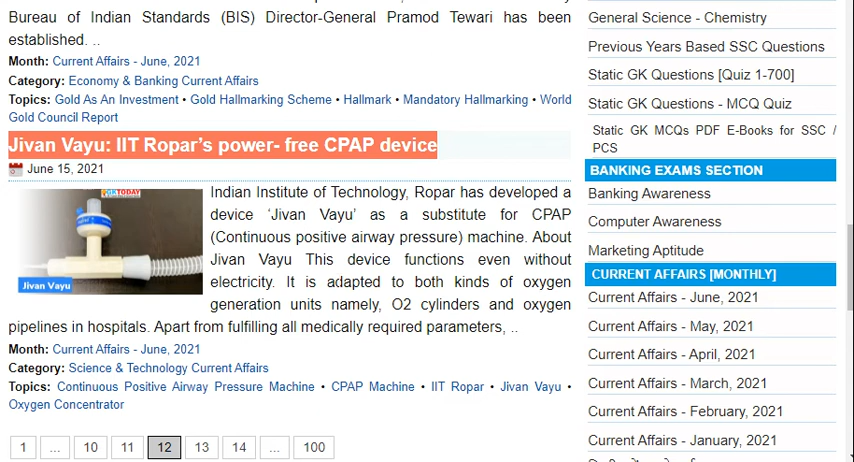 Bureau of Indian Standards (BIS) Director-General Pramod Tewari has been
established. ..
Month: Current Affairs - June, 2021
Category: Economy & Banking Current Affairs
Topics: Gold As An Investment • Gold Hallmarking Scheme • Hallmark • Mandatory Hallmarking • World
Gold Council Report
Jivan Vayu: IIT Ropar’s power- free CPAP device
June 15, 2021
GKTODAY
Jivan Vayu
Indian Institute of Technology, Ropar has developed a
device ‘Jivan Vayu’ as a substitute for CPAP
(Continuous positive airway pressure) machine. About
Jivan Vayu This device functions even without
electricity. It is adapted to both kinds of oxygen
generation units namely, O2 cylinders and oxygen
pipelines in hospitals. Apart from fulfilling all medically required parameters, ..
Month: Current Affairs - June, 2021
Category: Science & Technology Current Affairs
Topics: Continuous Positive Airway Pressure Machine • CPAP Machine • IIT Ropar • Jivan Vayu •
Oxygen Concentrator
1 ... 10 11 12 13 14 ... 100
General Science - Chemistry
Previous Years Based SSC Questions
Static GK Questions [Quiz 1-700]
Static GK Questions - MCQ Quiz
Static GK MCQs PDF E-Books for SSC /
PCS
BANKING EXAMS SECTION
Banking Awareness
Computer Awareness
Marketing Aptitude
CURRENT AFFAIRS [MONTHLY]
Current Affairs - June, 2021
Current Affairs - May, 2021
Current Affairs - April, 2021
Current Affairs - March, 2021
Current Affairs - February, 2021
Current Affairs - January, 2021